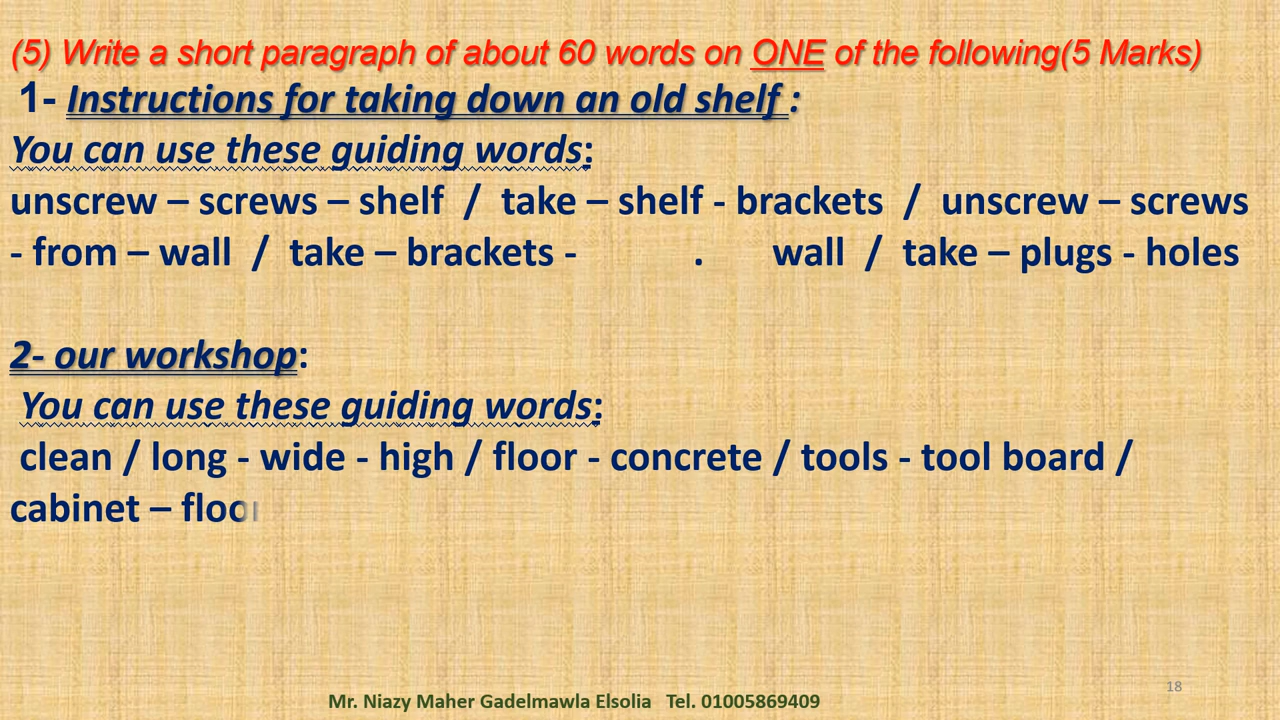 (5) Write a short paragraph of about 60 words on ONE of the following(5 Marks)
1- Instructions for taking down an old shelf :
You can use these guiding words:
unscrew – screws – shelf / take – shelf - brackets / unscrew – screws
- from – wall / take – brackets - . wall / take – plugs - holes
2- our workshop:
You can use these guiding words:
clean / long - wide - high / floor - concrete / tools - tool board /
cabinet –
Mr. Niazy Maher Gadelmawla Elsolia Tel. 01005869409
18